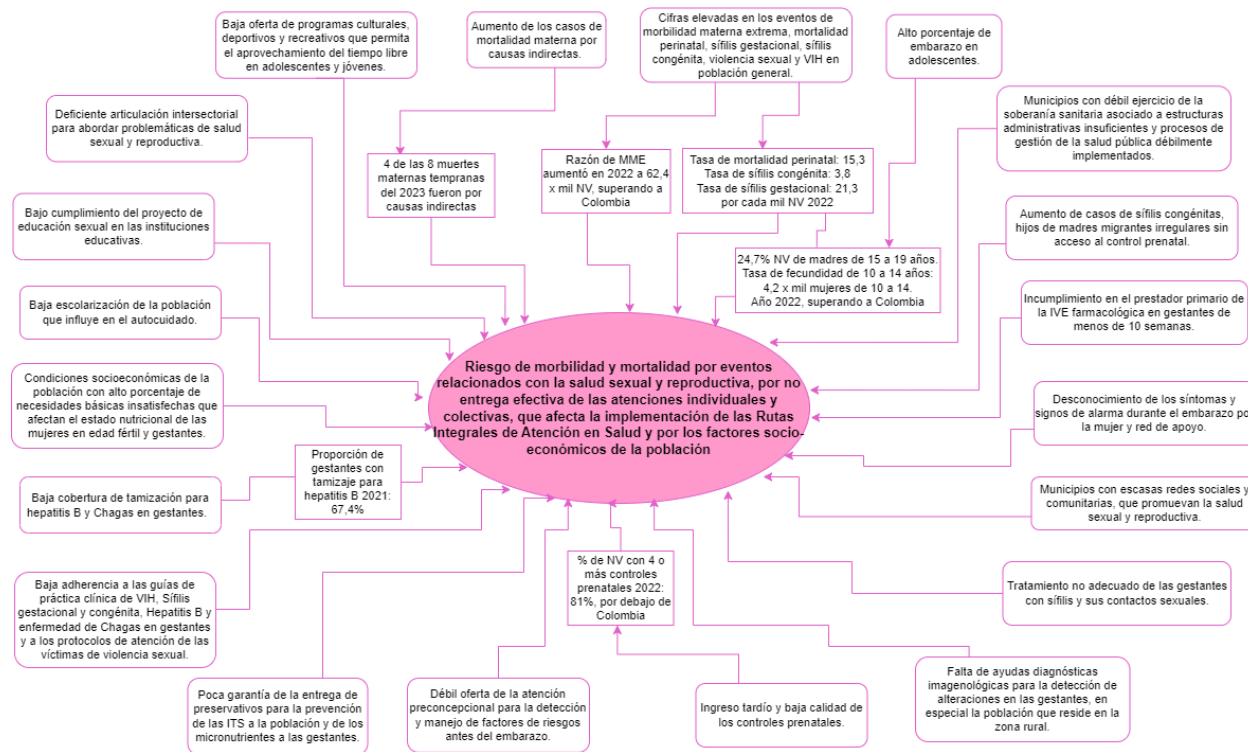 Baja oferta de programas culturales,
deportivos y recreativos que permita
el aprovechamiento del tiempo libre
en adolescentes y jóvenes.
Aumento de los casos de
mortalidad materna por
causas indirectas.
Cifras elevadas en los eventos de
morbilidad materna extrema, mortalidad
perinatal, sífilis gestacional, sífilis
congénita, violencia sexual y VIH en
población general.
Alto porcentaje de
embarazo en
adolescentes.
Deficiente articulación intersectorial
para abordar problemáticas de salud
sexual y reproductiva.
Municipios con débil ejercicio de la
soberanía sanitaria asociado a estructuras
administrativas insuficientes y procesos de
gestión de la salud pública débilmente
implementados.
4 de las 8 muertes
maternas tempranas
del 2023 fueron por
causas indirectas
Razón de MME
aumentó en 2022 a 62,4
x mil NV, superando a
Colombia
Tasa de mortalidad perinatal: 15,3
Tasa de sífilis congénita: 3,8
Tasa de sífilis gestacional: 21,3
por cada mil NV 2022
Bajo cumplimiento del proyecto de
educación sexual en las instituciones
educativas.
Aumento de casos de sífilis congénitas,
hijos de madres migrantes irregulares sin
acceso al control prenatal.
24,7% NV de madres de 15 a 19 años.
Tasa de fecundidad de 10 a 14 años:
4,2 x mil mujeres de 10 a 14.
Año 2022, superando a Colombia
Baja escolarización de la población
que influye en el autocuidado.
Incumplimiento en el prestador primario de
la IVE farmacológica en gestantes de
menos de 10 semanas.
Riesgo de morbilidad y mortalidad por eventos
relacionados con la salud sexual y reproductiva, por no
entrega efectiva de las atenciones individuales y
colectivas, que afecta la implementación de las Rutas
Integrales de Atención en Salud y por los factores socio-
económicos de la población
Condiciones socioeconómicas de la
población con alto porcentaje de
necesidades básicas insatisfechas que
afectan el estado nutricional de las
mujeres en edad fértil y gestantes.
Desconocimiento de los síntomas y
signos de alarma durante el embarazo por
la mujer y red de apoyo.
Proporción de
gestantes con
tamizaje para
hepatitis B 2021:
67,4%
Baja cobertura de tamización para
hepatitis B y Chagas en gestantes.
Municipios con escasas redes sociales y
comunitarias, que promuevan la salud
sexual y reproductiva.
Baja adherencia a las guías de
práctica clínica de VIH, Sífilis
gestacional y congénita, Hepatitis B y
enfermedad de Chagas en gestantes
y a los protocolos de atención de las
víctimas de violencia sexual.
% de NV con 4 o
más controles
prenatales 2022:
81%, por debajo de
Colombia
Tratamiento no adecuado de las gestantes
con sífilis y sus contactos sexuales.
Poca garantía de la entrega de
preservativos para la prevención
de las ITS a la población y de los
micronutrientes a las gestantes.
Débil oferta de la atención
preconcepcional para la detección
y manejo de factores de riesgos
antes del embarazo.
Ingreso tardío y baja calidad de
los controles prenatales.
Falta de ayudas diagnósticas
imagenológicas para la detección de
alteraciones en las gestantes, en
especial la población que reside en la
zona rural.